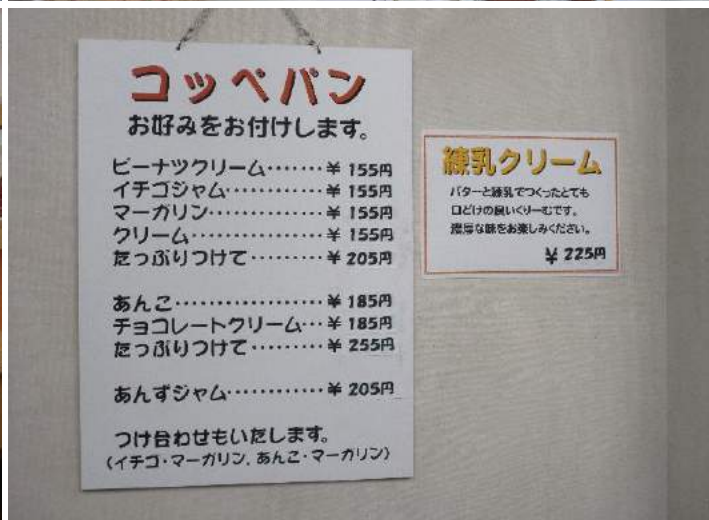 コッペパン
お好みをお付けします。
ピーナツクリーム·······¥ 155円
イチゴジャム············¥ 155円
マーガリン···············¥ 155円
クリーム··················¥ 155円
たっぷりつけて·········¥ 205円
あんこ·····················¥ 185円
チョコレートクリーム···¥ 185円
たっぷりつけて·········¥ 255円
あんずジャム············¥ 205円
つけ合わせもいたします。
(イチゴ・マーガリン, あんこ・マーガリン)
練乳クリーム
バターと練乳でつくったとても
口どけの良いくりーむです。
濃厚な味をお楽しみください。
¥ 225円